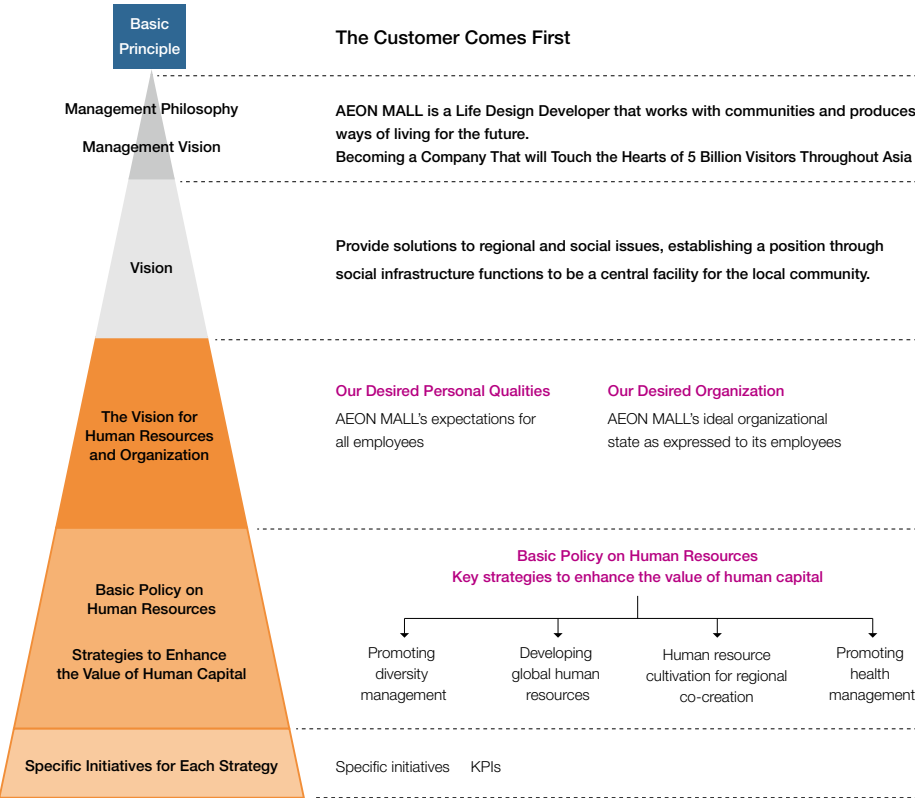 Basic
Principle
The Customer Comes First
Management Philosophy
Management Vision
AEON MALL is a Life Design Developer that works with communities and produces
ways of living for the future.
Becoming a Company That will Touch the Hearts of 5 Billion Visitors Throughout Asia
Vision
Provide solutions to regional and social issues, establishing a position through
social infrastructure functions to be a central facility for the local community.
The Vision for
Human Resources
and Organization
Our Desired Personal Qualities
AEON MALL’s expectations for
all employees
Our Desired Organization
AEON MALL’s ideal organizational
state as expressed to its employees
Basic Policy on
Human Resources
Strategies to Enhance
the Value of Human Capital
Basic Policy on Human Resources
Key strategies to enhance the value of human capital
Promoting
diversity
management
Developing
global human
resources
Human resource
cultivation for regional
co-creation
Promoting
health
management
Specific Initiatives for Each Strategy
Specific initiatives KPIs